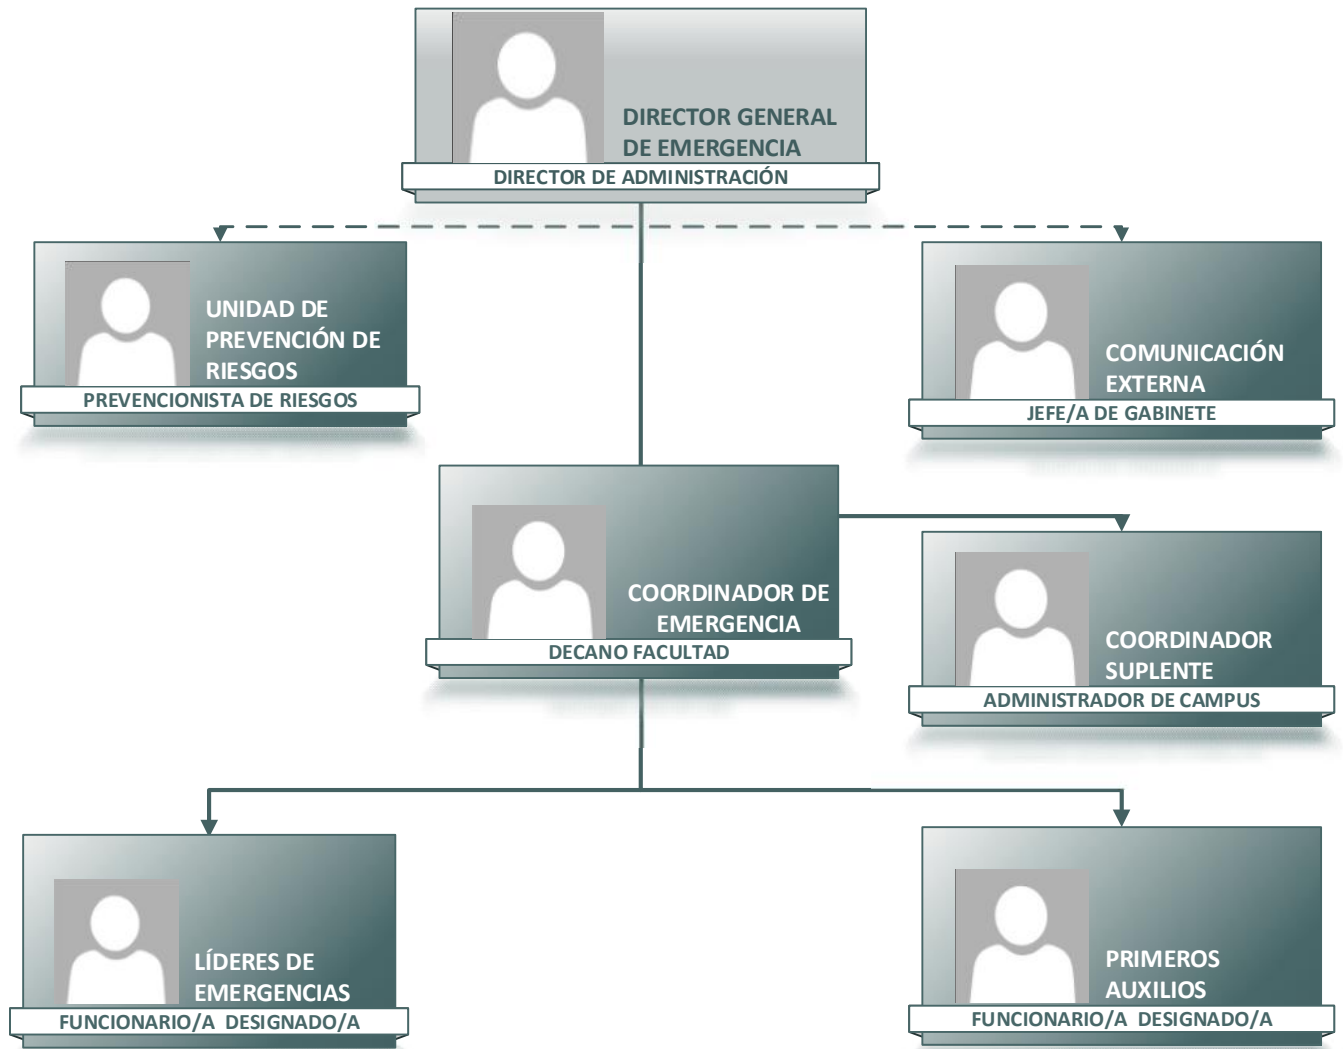 DIRECTOR GENERAL
DE EMERGENCIA
DIRECTOR DE ADMINISTRACIÓN
UNIDAD DE
PREVENCIÓN DE
RIESGOS
PREVENCIONISTA DE RIESGOS
COMUNICACIÓN
EXTERNA
JEFE/A DE GABINETE
COORDINADOR DE
EMERGENCIA
DECANO FACULTAD
COORDINADOR
SUPLENTE
ADMINISTRADOR DE CAMPUS
LÍDERES DE
EMERGENCIAS
FUNCIONARIO/A DESIGNADO/A
PRIMEROS
AUXILIOS
FUNCIONARIO/A DESIGNADO/A